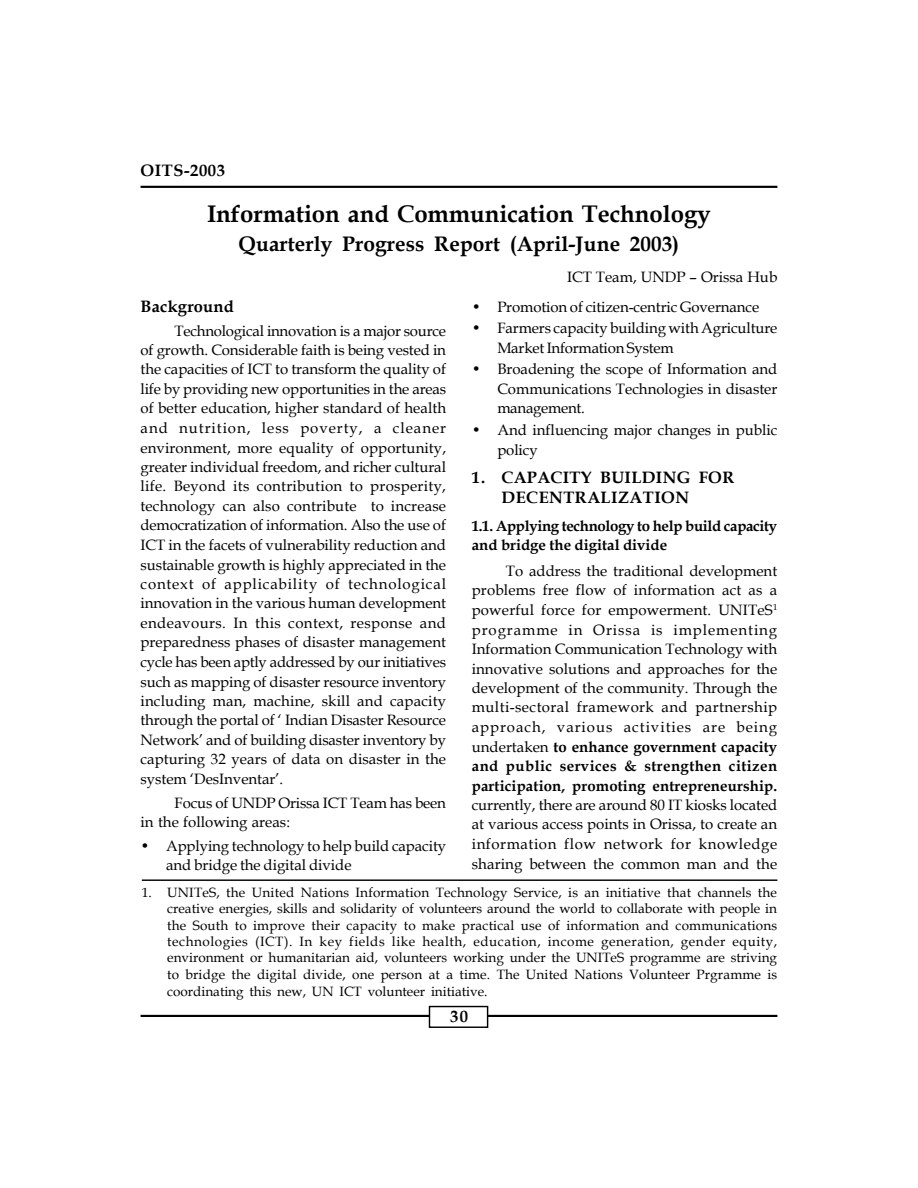 OITS-2003
Information and Communication Technology
Quarterly Progress Report (April-June 2003)
ICT Team, UNDP – Orissa Hub
Background
Technological innovation is a major source
of growth. Considerable faith is being vested in
the capacities of ICT to transform the quality of
life by providing new opportunities in the areas
of better education, higher standard of health
and nutrition, less poverty, a cleaner
environment, more equality of opportunity,
greater individual freedom, and richer cultural
life. Beyond its contribution to prosperity,
technology can also contribute to increase
democratization of information. Also the use of
ICT in the facets of vulnerability reduction and
sustainable growth is highly appreciated in the
context of applicability of technological
innovation in the various human development
endeavours. In this context, response and
preparedness phases of disaster management
cycle has been aptly addressed by our initiatives
such as mapping of disaster resource inventory
including man, machine, skill and capacity
through the portal of ‘ Indian Disaster Resource
Network’ and of building disaster inventory by
capturing 32 years of data on disaster in the
system ‘DesInventar’.
Focus of UNDP Orissa ICT Team has been
in the following areas:
• Applying technology to help build capacity
and bridge the digital divide
• Promotion of citizen-centric Governance
• Farmers capacity building with Agriculture
Market Information System
• Broadening the scope of Information and
Communications Technologies in disaster
management.
• And influencing major changes in public
policy
1. CAPACITY BUILDING FOR
DECENTRALIZATION
1.1. Applying technology to help build capacity
and bridge the digital divide
To address the traditional development
problems free flow of information act as a
powerful force for empowerment. UNITeS¹
programme in Orissa is implementing
Information Communication Technology with
innovative solutions and approaches for the
development of the community. Through the
multi-sectoral framework and partnership
approach, various activities are being
undertaken to enhance government capacity
and public services & strengthen citizen
participation, promoting entrepreneurship.
currently, there are around 80 IT kiosks located
at various access points in Orissa, to create an
information flow network for knowledge
sharing between the common man and the
1. UNITeS, the United Nations Information Technology Service, is an initiative that channels the
creative energies, skills and solidarity of volunteers around the world to collaborate with people in
the South to improve their capacity to make practical use of information and communications
technologies (ICT). In key fields like health, education, income generation, gender equity,
environment or humanitarian aid, volunteers working under the UNITeS programme are striving
to bridge the digital divide, one person at a time. The United Nations Volunteer Prgramme is
coordinating this new, UN ICT volunteer initiative.
30